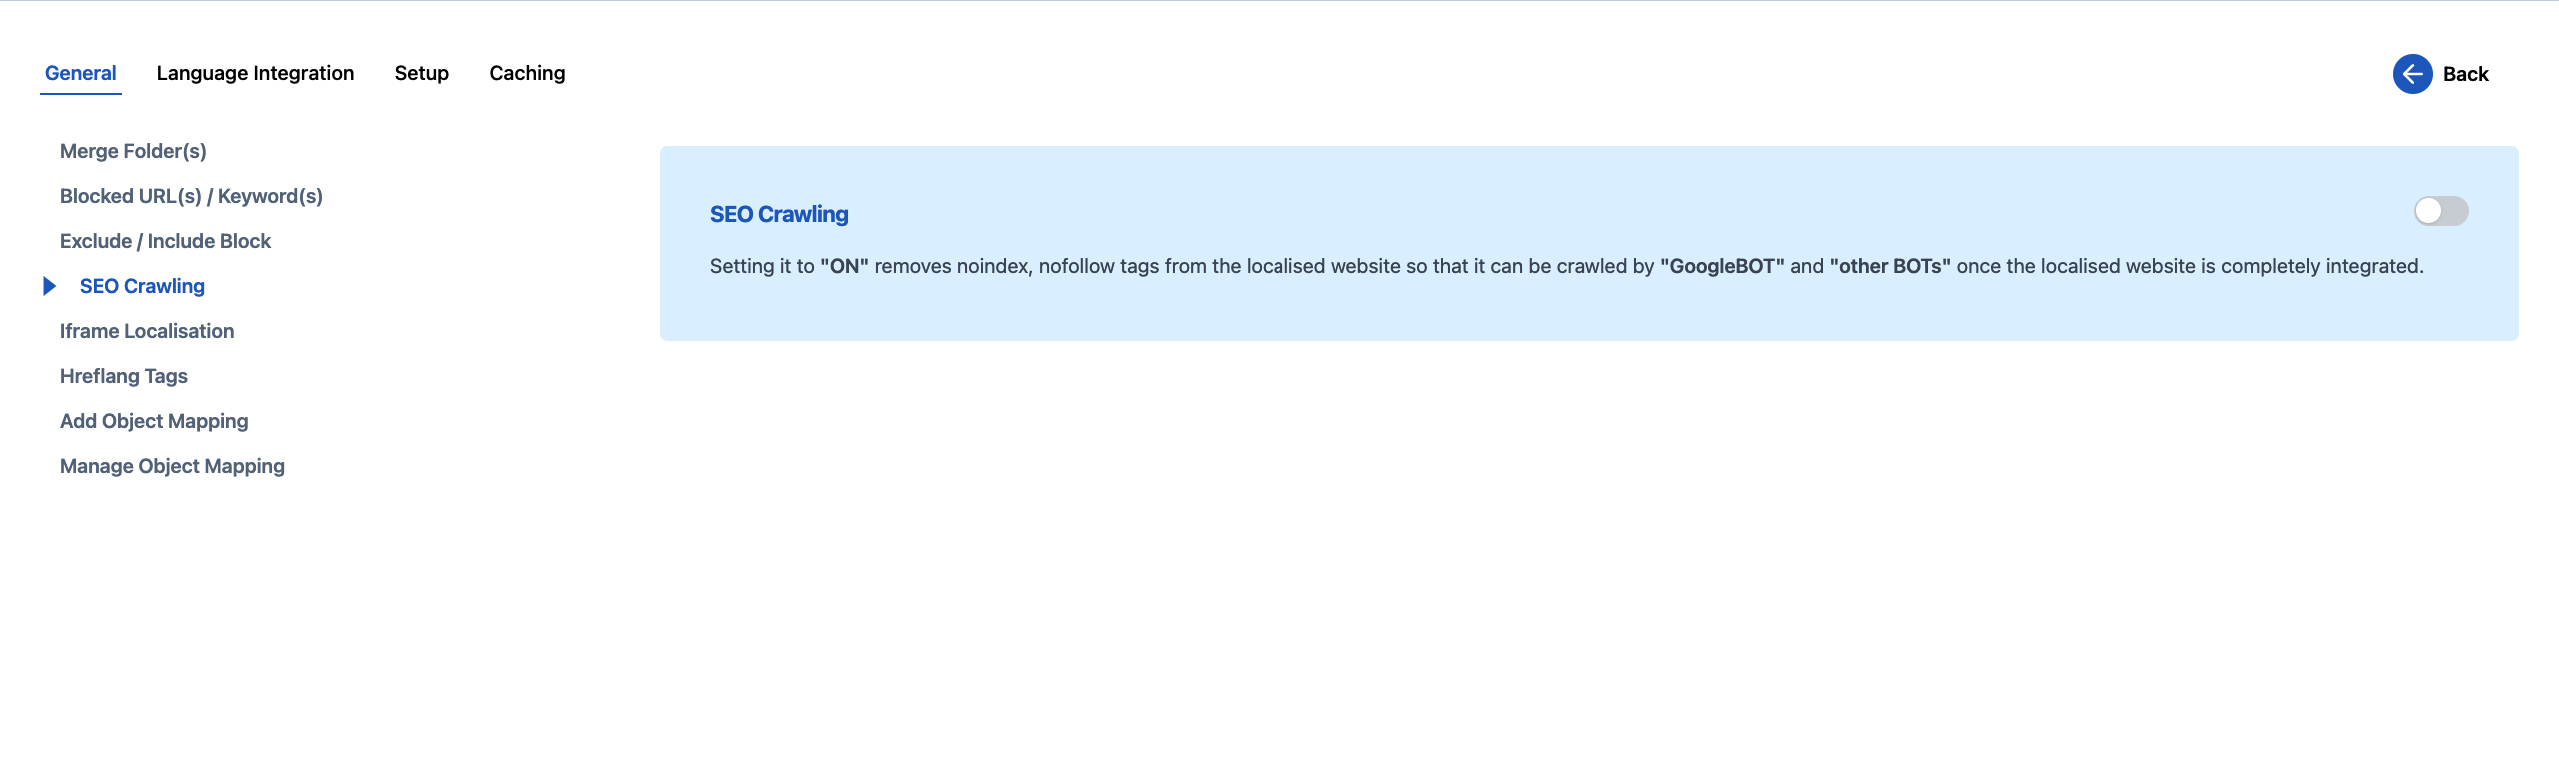 General Language Integration Setup Caching Back
Merge Folder(s)
Blocked URL(s) / Keyword(s)
Exclude / Include Block
SEO Crawling
Iframe Localisation
Hreflang Tags
Add Object Mapping
Manage Object Mapping
SEO Crawling
Setting it to "ON" removes noindex, nofollow tags from the localised website so that it can be crawled by "GoogleBOT" and "other BOTs" once the localised website is completely integrated.